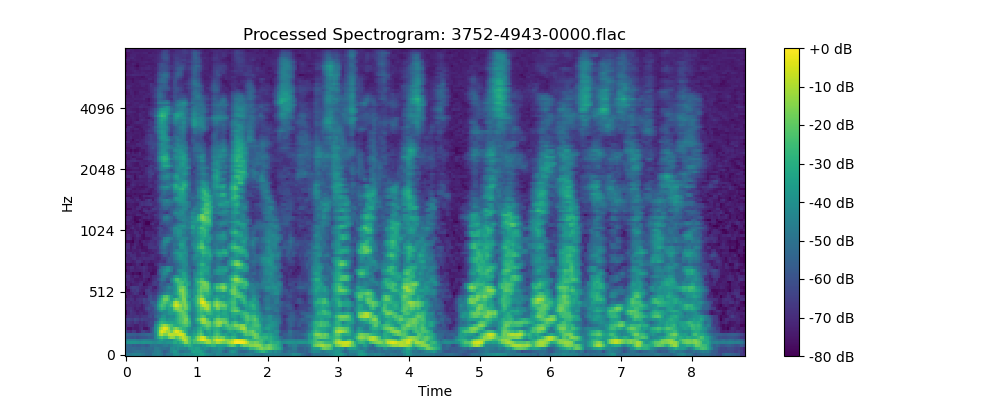 Processed Spectrogram: 3752-4943-0000.flac
+0 dB
-10 dB
4096
-20 dB
-30 dB
2048
Hz
-40 dB
1024
-50 dB
-60 dB
512
-70 dB
0
-80 dB
0 1 2 3 4 5 6 7 8
Time